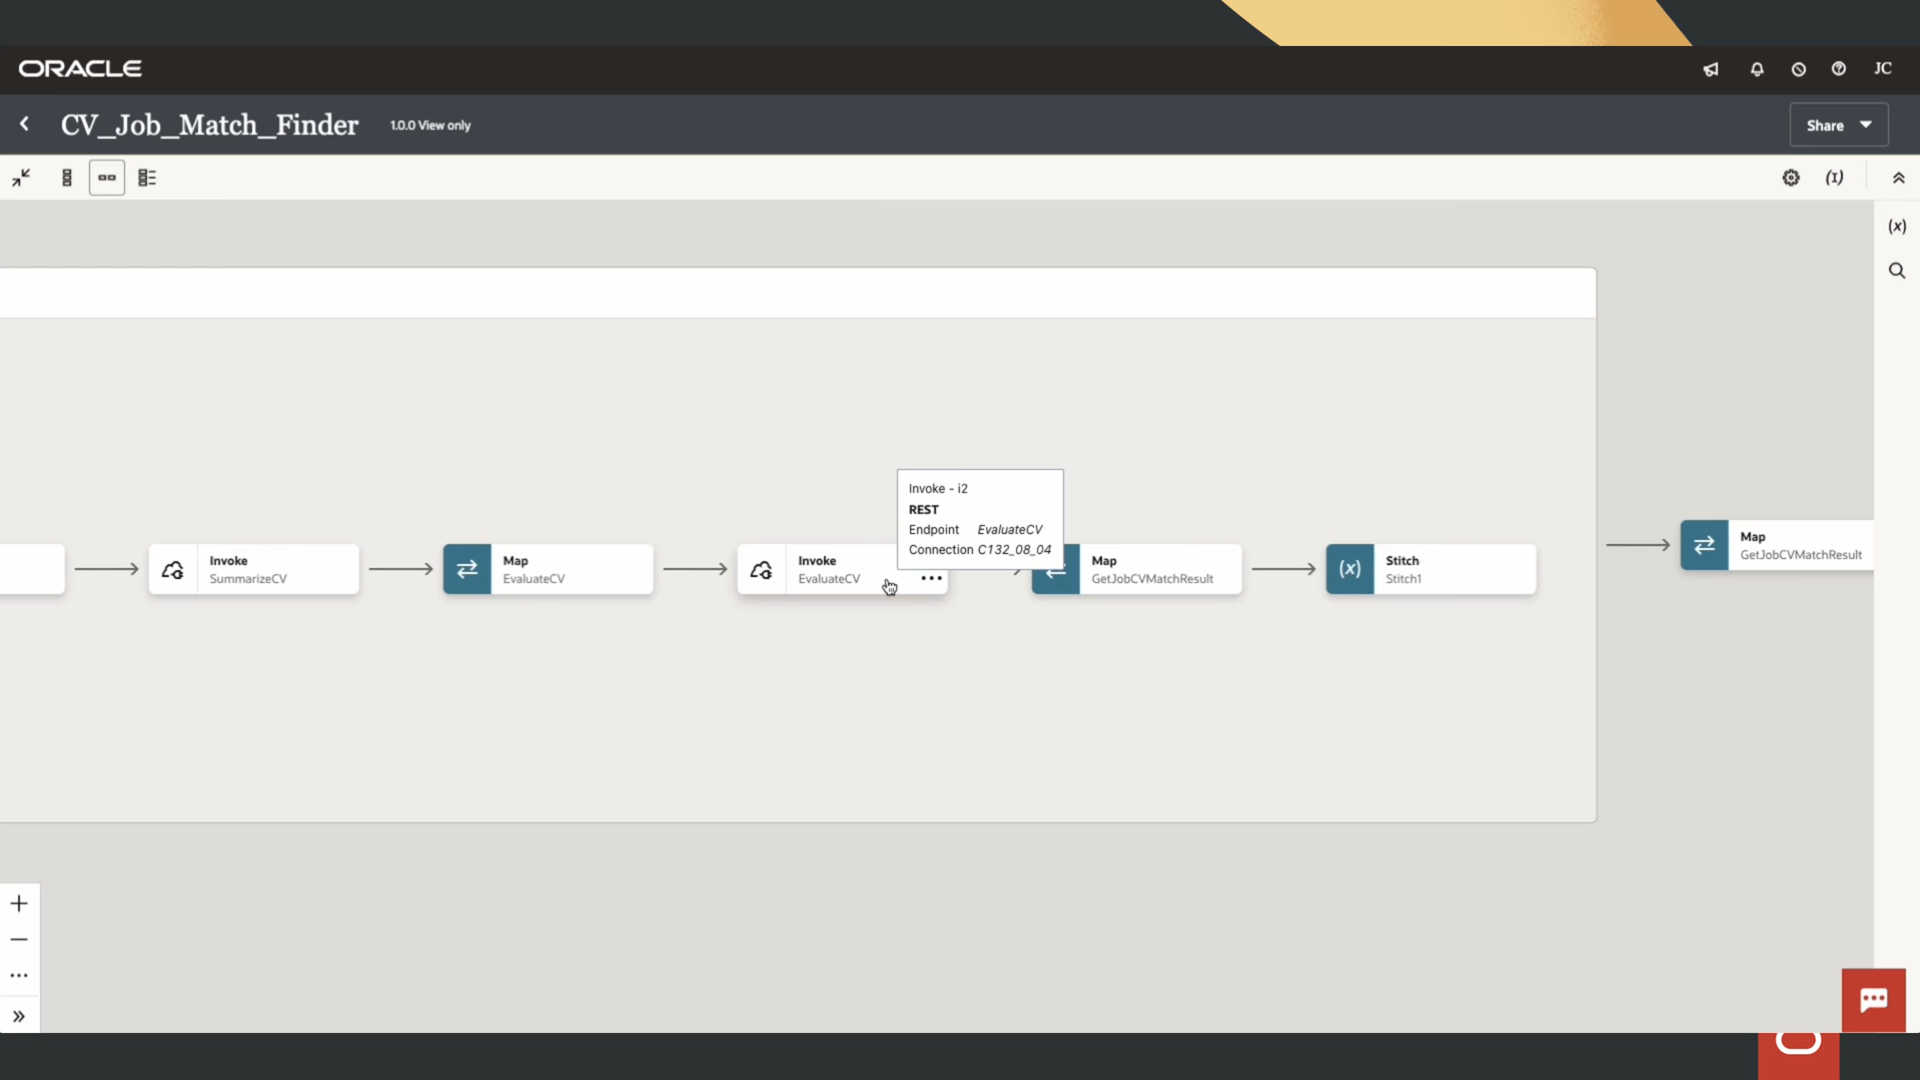 ORACLE
JC
CV_Job_Match_Finder
1.0.0 View only
Share
(x)
Invoke - i2
REST
Endpoint EvaluateCV
Connection C132_08_04
Invoke
SummarizeCV
Map
EvaluateCV
Invoke
EvaluateCV
Map
GetJobCVMatchResult
(x)
Stitch
Stitch1
Map
GetJobCVMatchResult